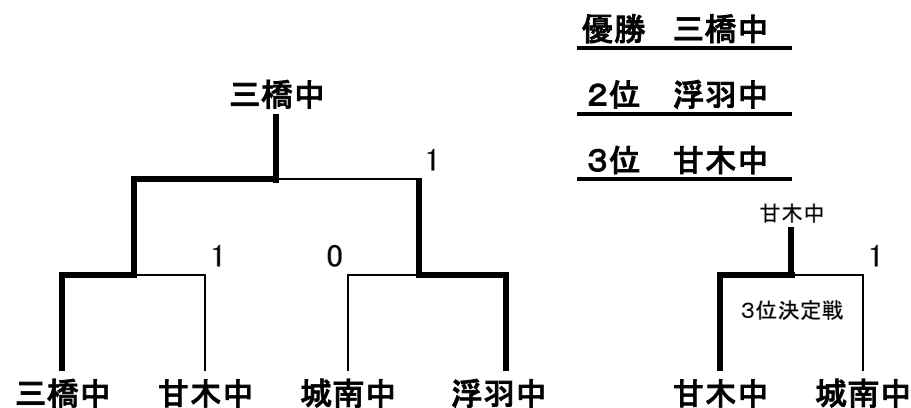 優勝　三橋中
２位　浮羽中
３位　甘木中
三橋中
1
1
0
三橋中
甘木中
城南中
浮羽中
甘木中
1
３位決定戦
甘木中
城南中